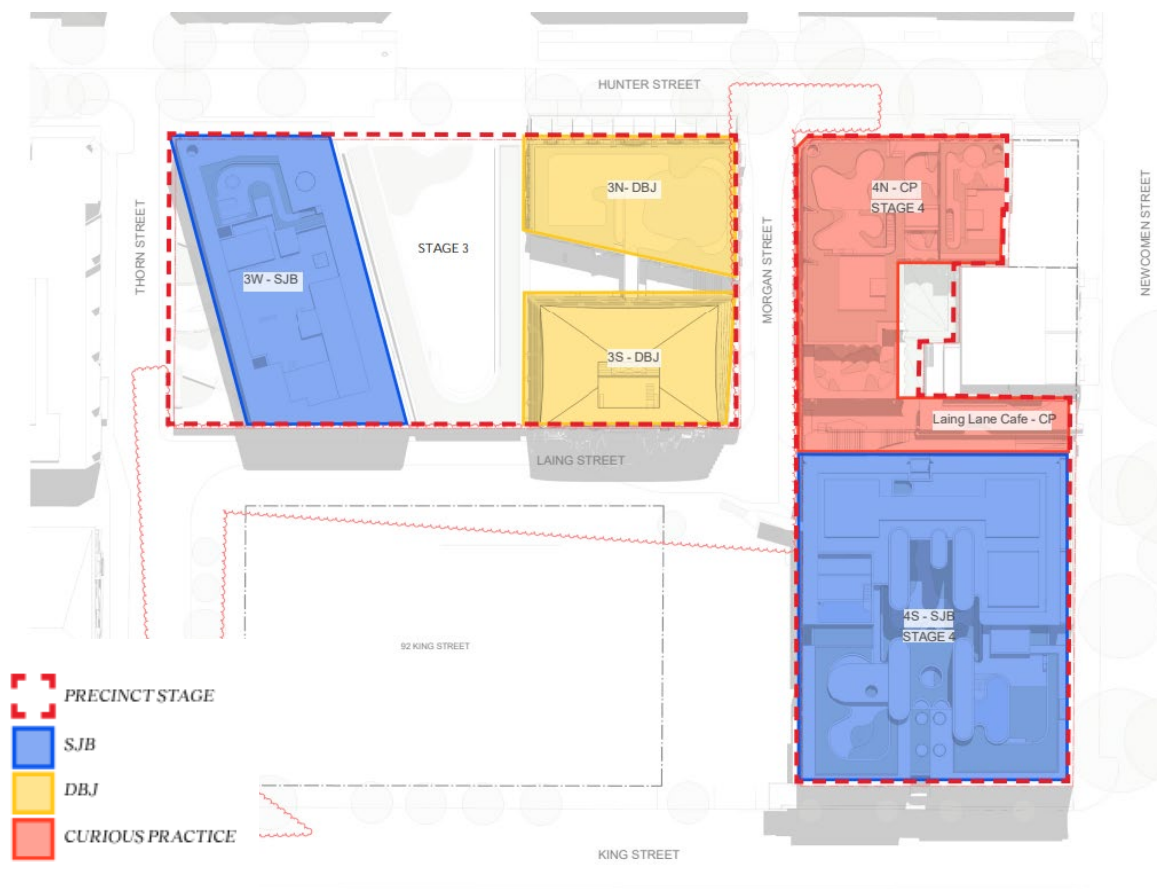 HUNTER STREET
THORN STREET
3W - SJB
STAGE 3
3N- DBJ
3S - DBJ
MORGAN STREET
4N - CP
STAGE 4
NEWCOMEN STREET
Laing Lane Cafe - CP
LAING STREET
4S - SJB
STAGE 4
92 KING STREET
PRECINCT STAGE
SJB
DBJ
CURIOUS PRACTICE
KING STREET